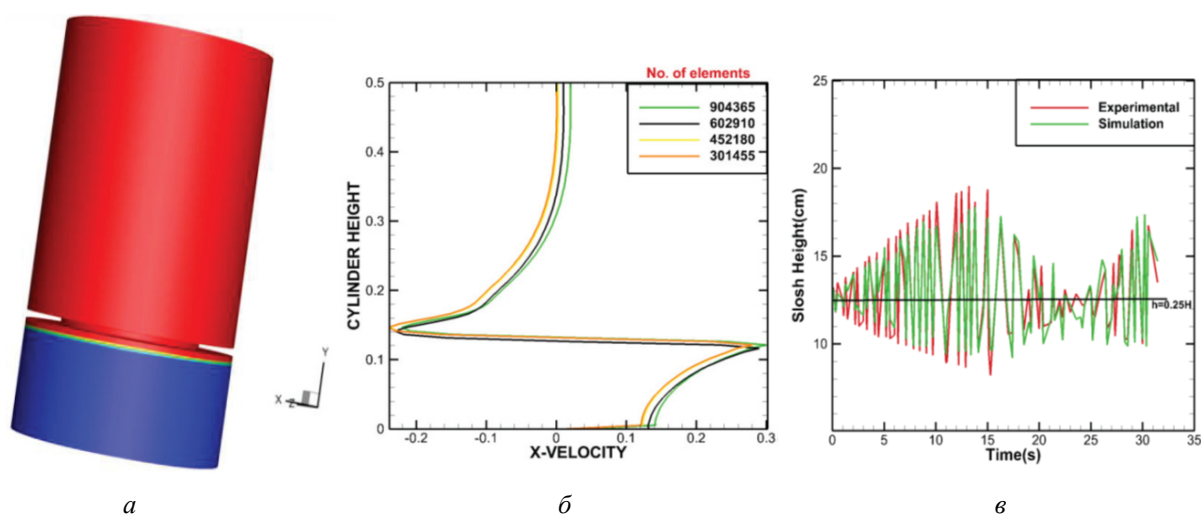 Y
X
Z
No. of elements
904365
602910
452180
301455
0.5
0.4
0.3
0.2
0.1
0
CYLINDER HEIGHT
-0.2
-0.1
0
0.1
0.2
0.3
X-VELOCITY
25
20
15
10
Slosh Height(cm)
Experimental
Simulation
h=0.25H
0
5
10
15
20
25
30
35
Time(s)
а
б
в